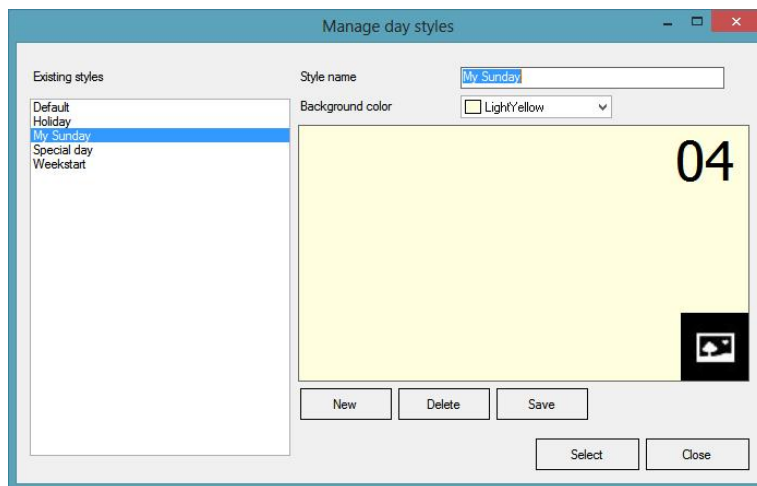 Manage day styles
Existing styles
Default
Holiday
My Sunday
Special day
Weekstart
Style name
My Sunday
Background color
LightYellow
04
New
Delete
Save
Select
Close